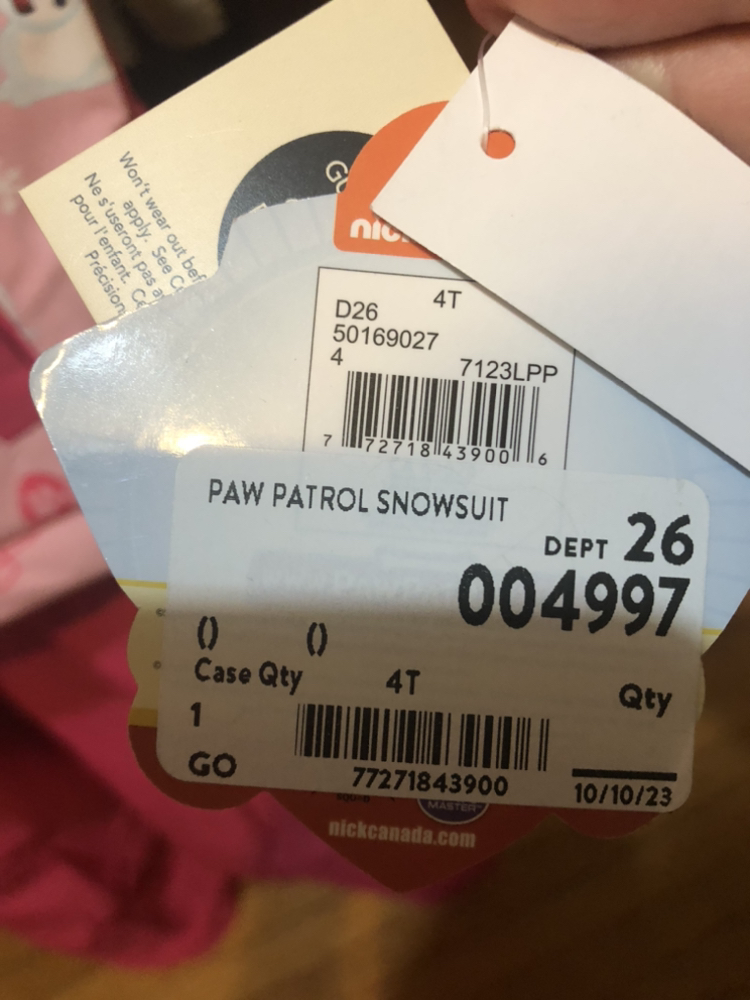 Won't wear out bef
apply. See C
Ne s'useront pas a
pour l'enfant. Ce
Précision
nic
D26 4T
50169027
4 7123LPP
7 72718 43900 6
PAW PATROL SNOWSUIT
DEPT 26
004997
() ()
Case Qty 4T Qty
1
GO 77271843900 10/10/23
MASTER™
nickcanada.com